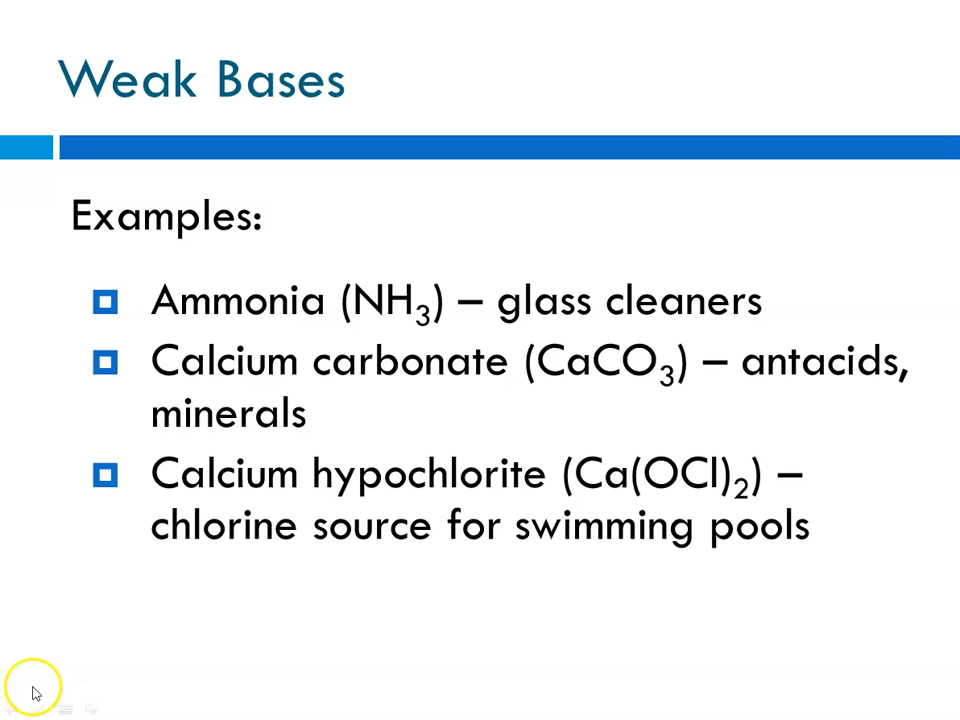 Weak Bases
Examples:
Ammonia (NH₃) – glass cleaners
Calcium carbonate (CaCO₃) – antacids,
minerals
Calcium hypochlorite (Ca(OCl)₂) –
chlorine source for swimming pools